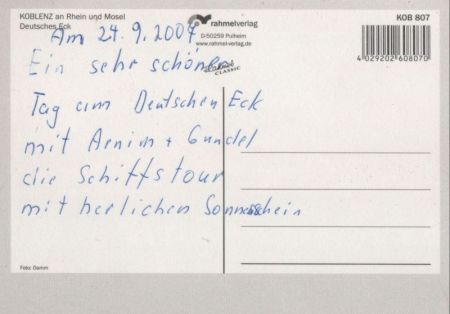 KOBLENZ an Rhein und Mosel
Deutsches Eck
rahmelverlag
D-50259 Pulheim
www.rahmel-verlag.de
KOB 807
4 029202 608070
CLASSIC
Am 24.9.2007
Ein sehr schöner
Tag am Deutschen Eck
mit Arnim + Gundel
die Schiffstour
mit herlichen Sonnenschein
Foto: Damm